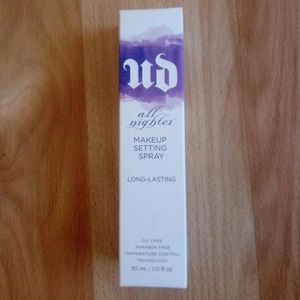 UD
all
nighter
MAKEUP
SETTING
SPRAY
LONG-LASTING
OIL FREE
PARABEN FREE
TEMPERATURE CONTROL
TECHNOLOGY
30 ml / 1.0 fl oz